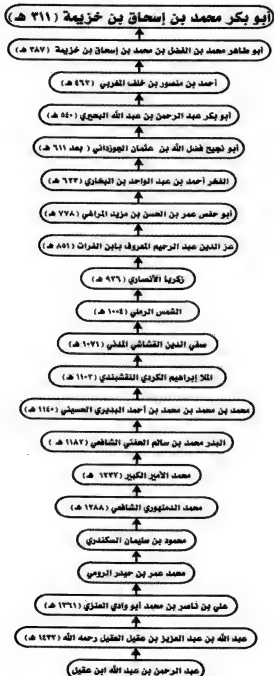 أبو بكر محمد بن إسحاق بن خزيمة (٣١١ هـ)
أبو طاهر محمد بن الفضل بن محمد بن إسحاق بن خزيمة (٣٨٧ هـ)
أحمد بن منصور بن خلف المغربي (٤٦٣ هـ)
أبو بكر عبد الرحمن بن عبد الله البحيري (٥٤٠ هـ)
أبو نجيح فضل الله بن عثمان الجوزداني (بعد ٦١١ هـ)
الفخر أحمد بن عبد الواحد بن البخاري (٦٢٣ هـ)
أبو حفص عمر بن الحسن بن مزيد المراغي (٧٧٨ هـ)
عز الدين عبد الرحيم المعروف بابن الفرات (٨٥١ هـ)
زكريا الأنصاري (٩٢٦ هـ)
الشمس الرملي (١٠٠٤ هـ)
صفي الدين القشاشي المدني (١٠٧١ هـ)
الملا إبراهيم الكردي النقشبندي (١١٠٣ هـ)
محمد بن محمد بن محمد بن أحمد البديري الحسيني (١١٤٠ هـ)
البدر محمد بن سالم الحفني الشافعي (١١٨٢ هـ)
محمد الأمير الكبير (١٢٣٢ هـ)
محمد الدمنهوري الشافعي (١٢٨٨ هـ)
محمود بن سليمان السكندري
محمد عمر بن حيدر الرومي
علي بن ناصر بن محمد أبو وادي العنزي (١٣٦١ هـ)
عبد الله بن عبد العزيز بن عقيل العقيل رحمه الله (١٤٣٢ هـ)
عبد الرحمن بن عبد الله ابن عقيل